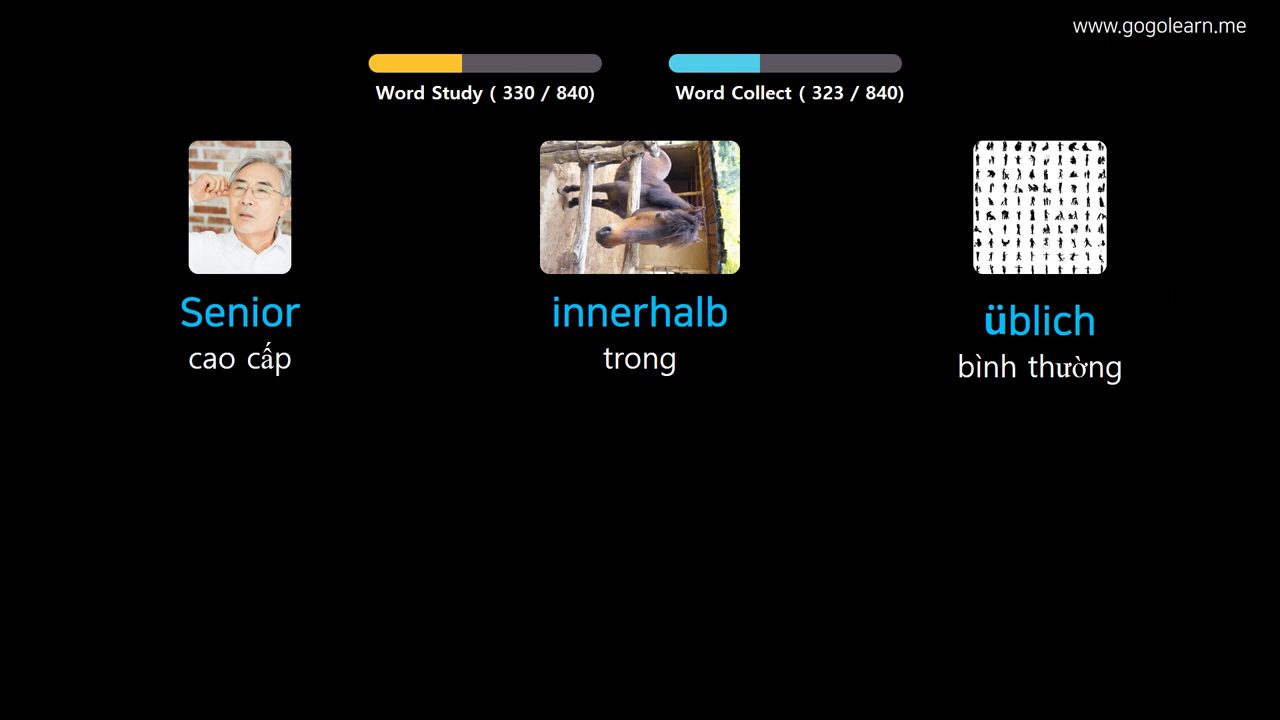 www.gogolearn.me
Word Study ( 330 / 840)
Word Collect ( 323 / 840)
Senior
cao cấp
innerhalb
trong
üblich
bình thường